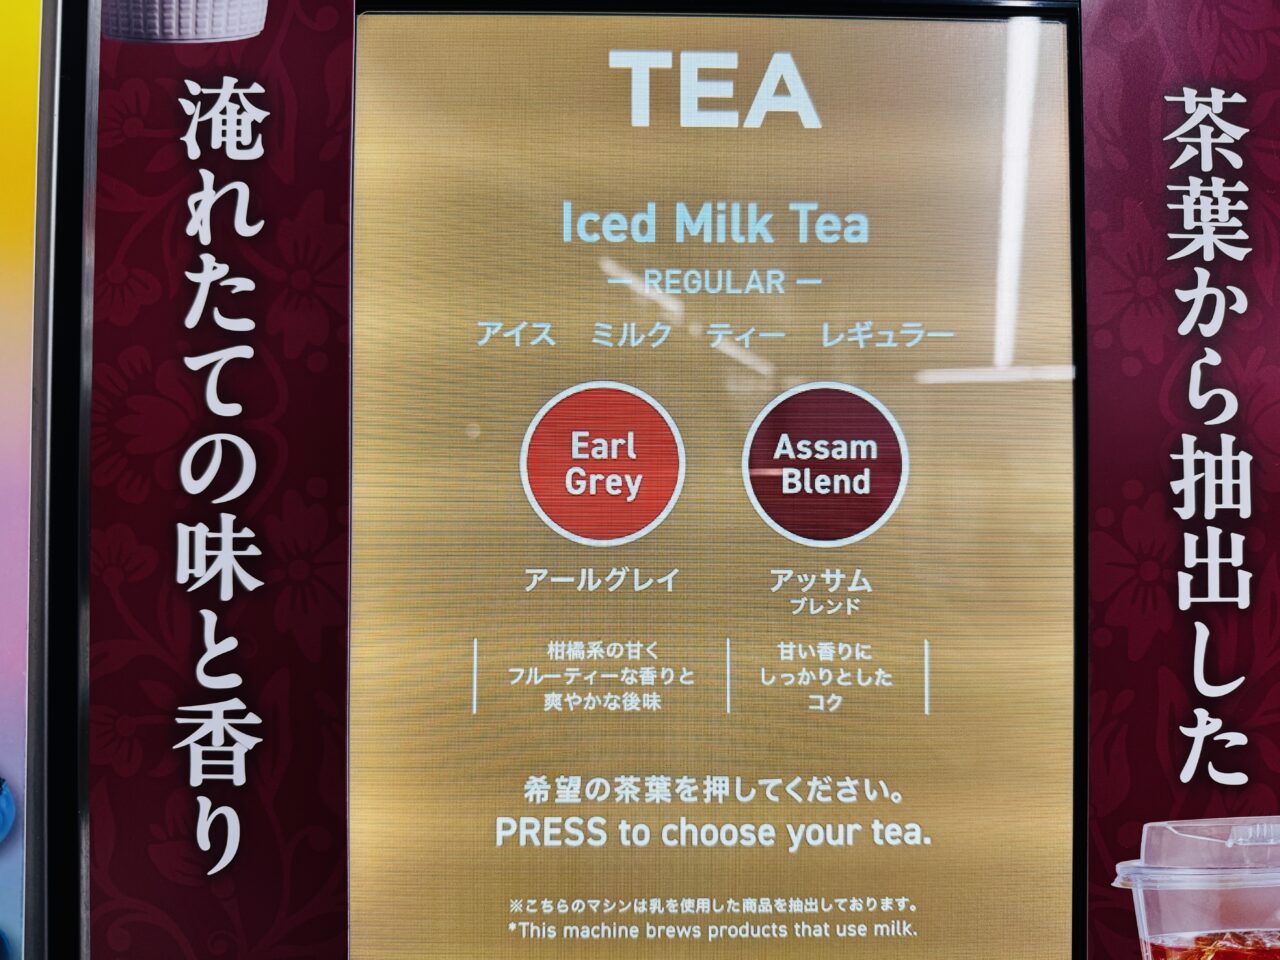 茶葉から抽出した
淹れたての味と香り
TEA
Iced Milk Tea
— REGULAR —
アイス ミルク ティー レギュラー
Earl
Grey
アールグレイ
柑橘系の甘く
フルーティーな香りと
爽やかな後味
Assam
Blend
アッサム
ブレンド
甘い香りに
しっかりとした
コク
希望の茶葉を押してください。
PRESS to choose your tea.
※こちらのマシンは乳を使用した商品を抽出しております。
*This machine brews products that use milk.